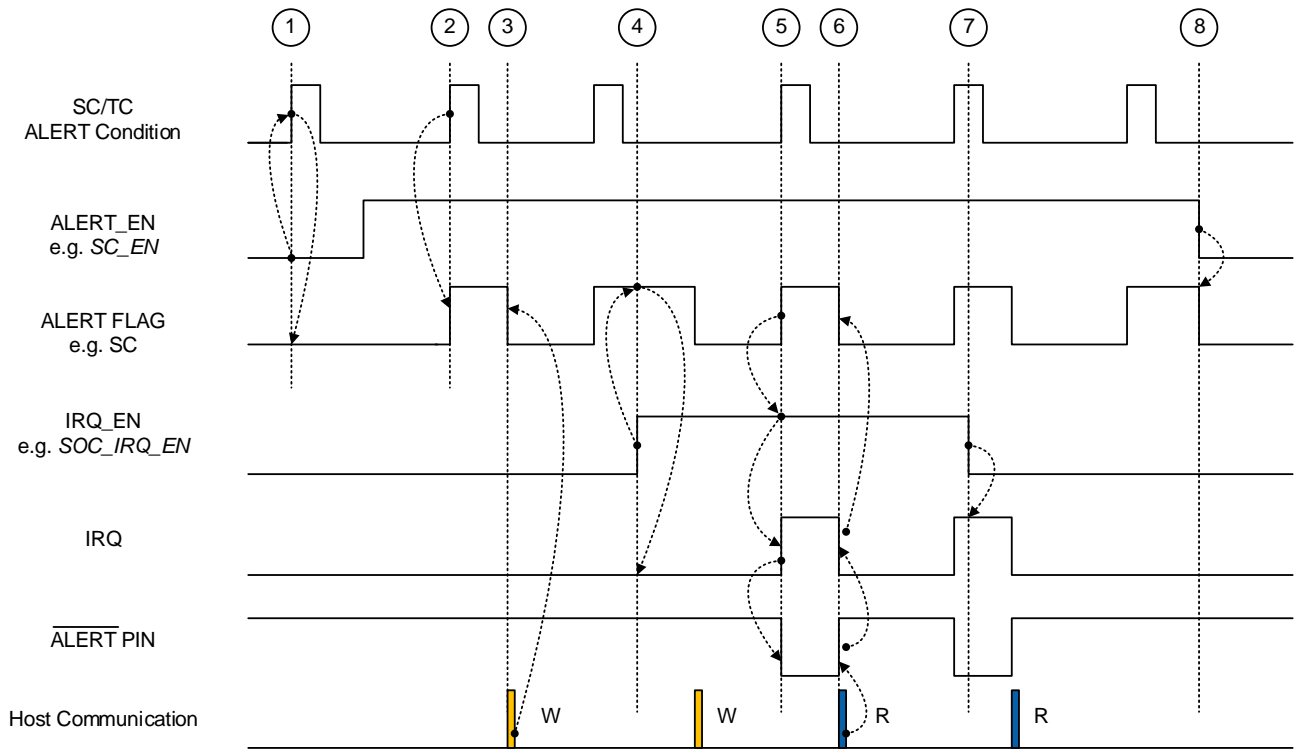 1 2 3 4 5 6 7 8
SC/TC
ALERT Condition
ALERT_EN
e.g. SC_EN
ALERT FLAG
e.g. SC
IRQ_EN
e.g. SOC_IRQ_EN
IRQ
ALERT PIN
Host Communication W W R R